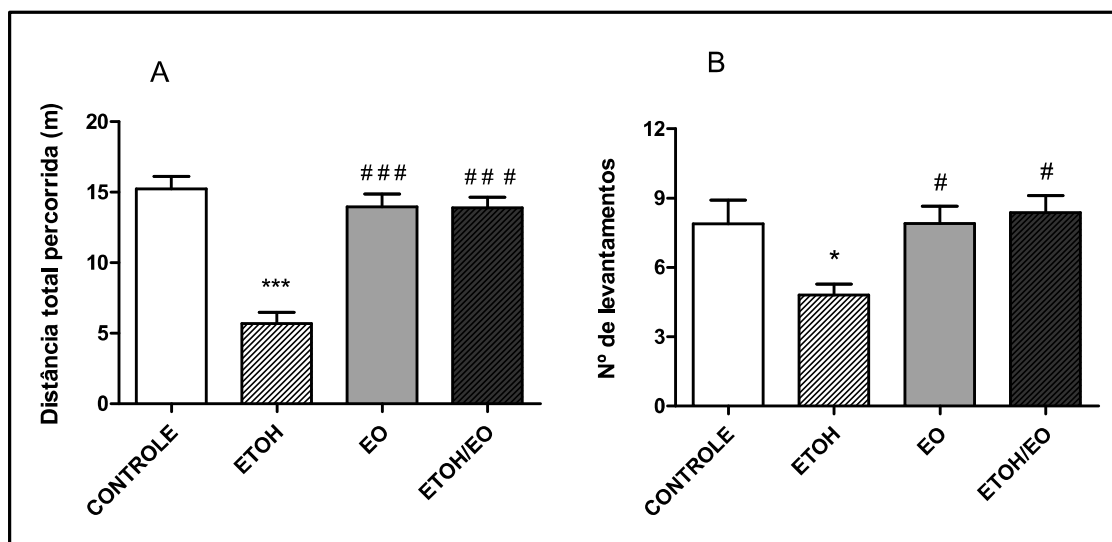 A
Distância total percorrida (m)
20
15
10
5
0
***
###
## #
CONTROLE
ETOH
EO
ETOH/EO
B
Nº de levantamentos
12
9
6
3
0
*
#
#
CONTROLE
ETOH
EO
ETOH/EO